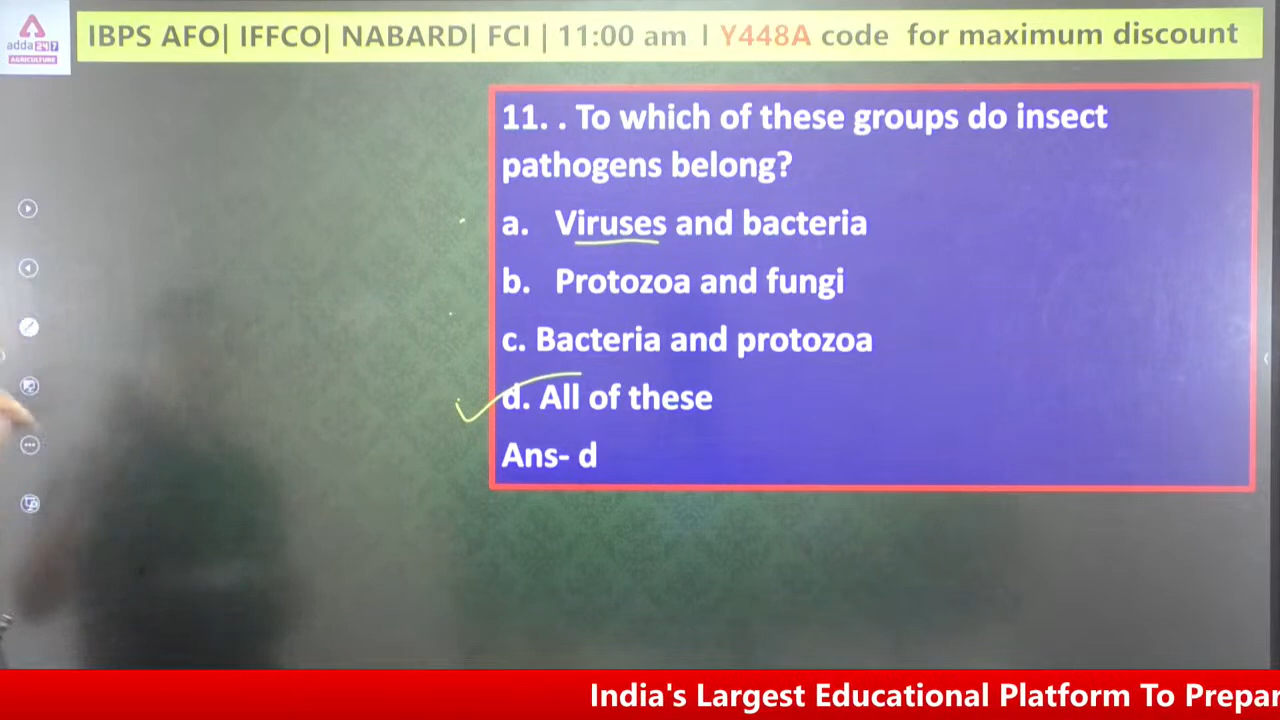 adda247
AGRICULTURE
IBPS AFO| IFFCO| NABARD| FCI | 11:00 am I Y448A code for maximum discount
11. . To which of these groups do insect
pathogens belong?
a. Viruses and bacteria
b. Protozoa and fungi
c. Bacteria and protozoa
d. All of these
Ans- d
India's Largest Educational Platform To Prepar